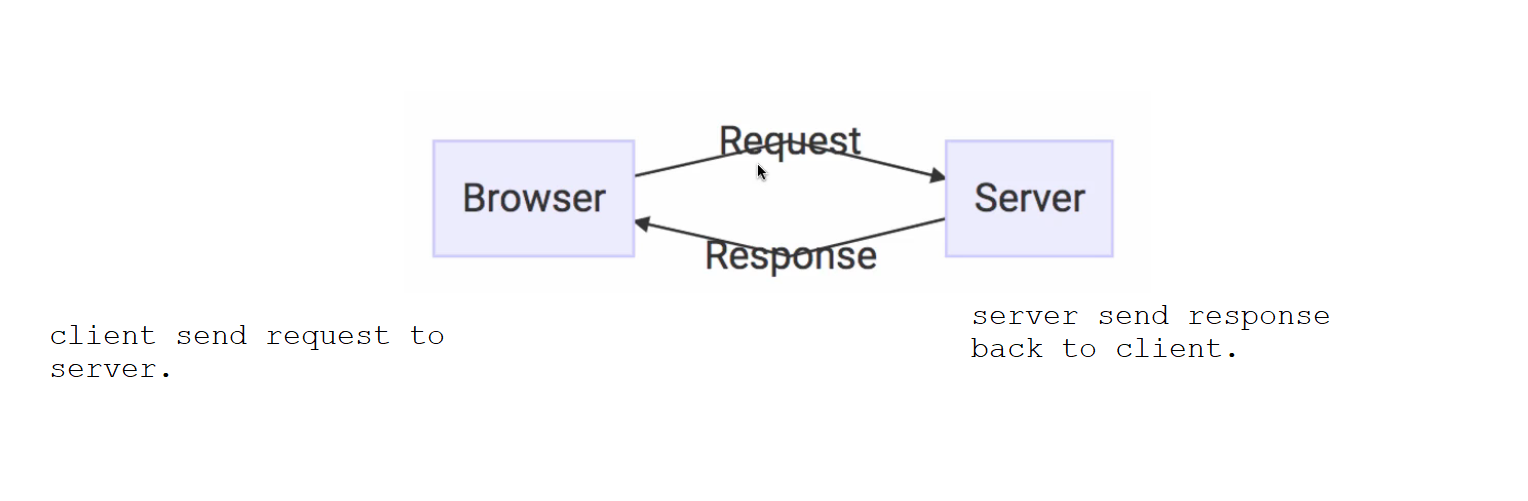 Request
Browser
Server
Response
client send request to
server.
server send response
back to client.